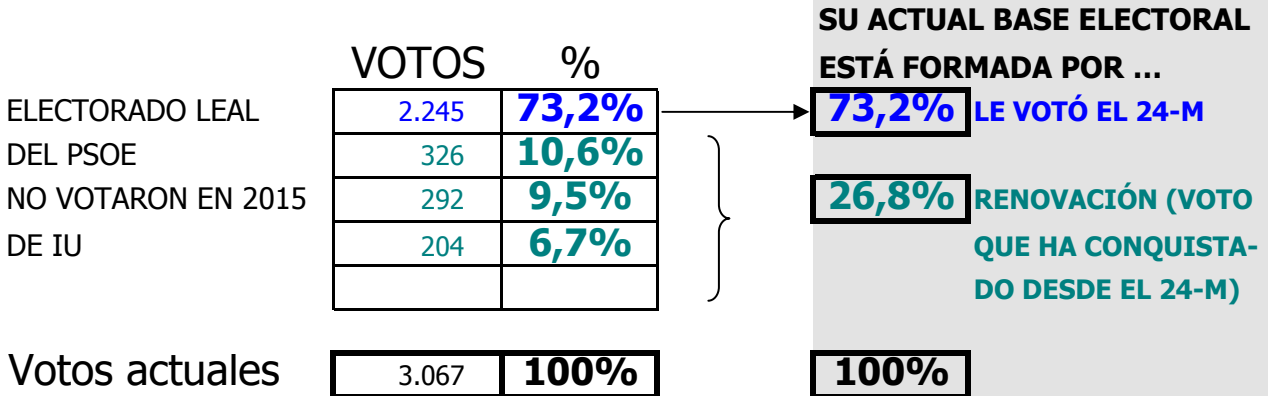 SU ACTUAL BASE ELECTORAL
VOTOS % ESTÁ FORMADA POR ...
ELECTORADO LEAL 2.245 73,2% 73,2% LE VOTÓ EL 24-M
DEL PSOE 326 10,6%
NO VOTARON EN 2015 292 9,5% 26,8% RENOVACIÓN (VOTO
DE IU 204 6,7% QUE HA CONQUISTA-
DO DESDE EL 24-M)
Votos actuales 3.067 100% 100%